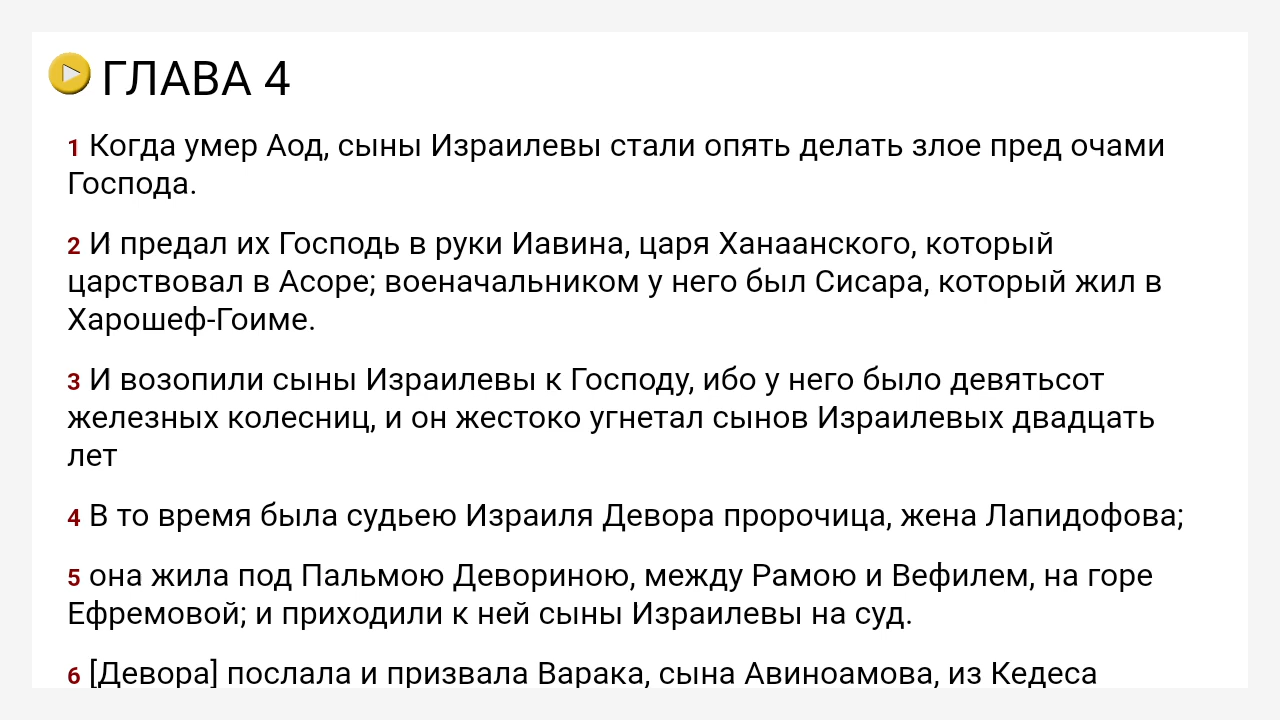 ГЛАВА 4
1 Когда умер Аод, сыны Израилевы стали опять делать злое пред очами
Господа.
2 И предал их Господь в руки Иавина, царя Ханаанского, который
царствовал в Асоре; военачальником у него был Сисара, который жил в
Харошеф-Гоиме.
3 И возопили сыны Израилевы к Господу, ибо у него было девятьсот
железных колесниц, и он жестоко угнетал сынов Израилевых двадцать
лет
4 В то время была судьею Израиля Девора пророчица, жена Лапидофова;
5 она жила под Пальмою Девориною, между Рамою и Вефилем, на горе
Ефремовой; и приходили к ней сыны Израилевы на суд.
6 [Девора] послала и призвала Варака, сына Авиноамова, из Кедеса